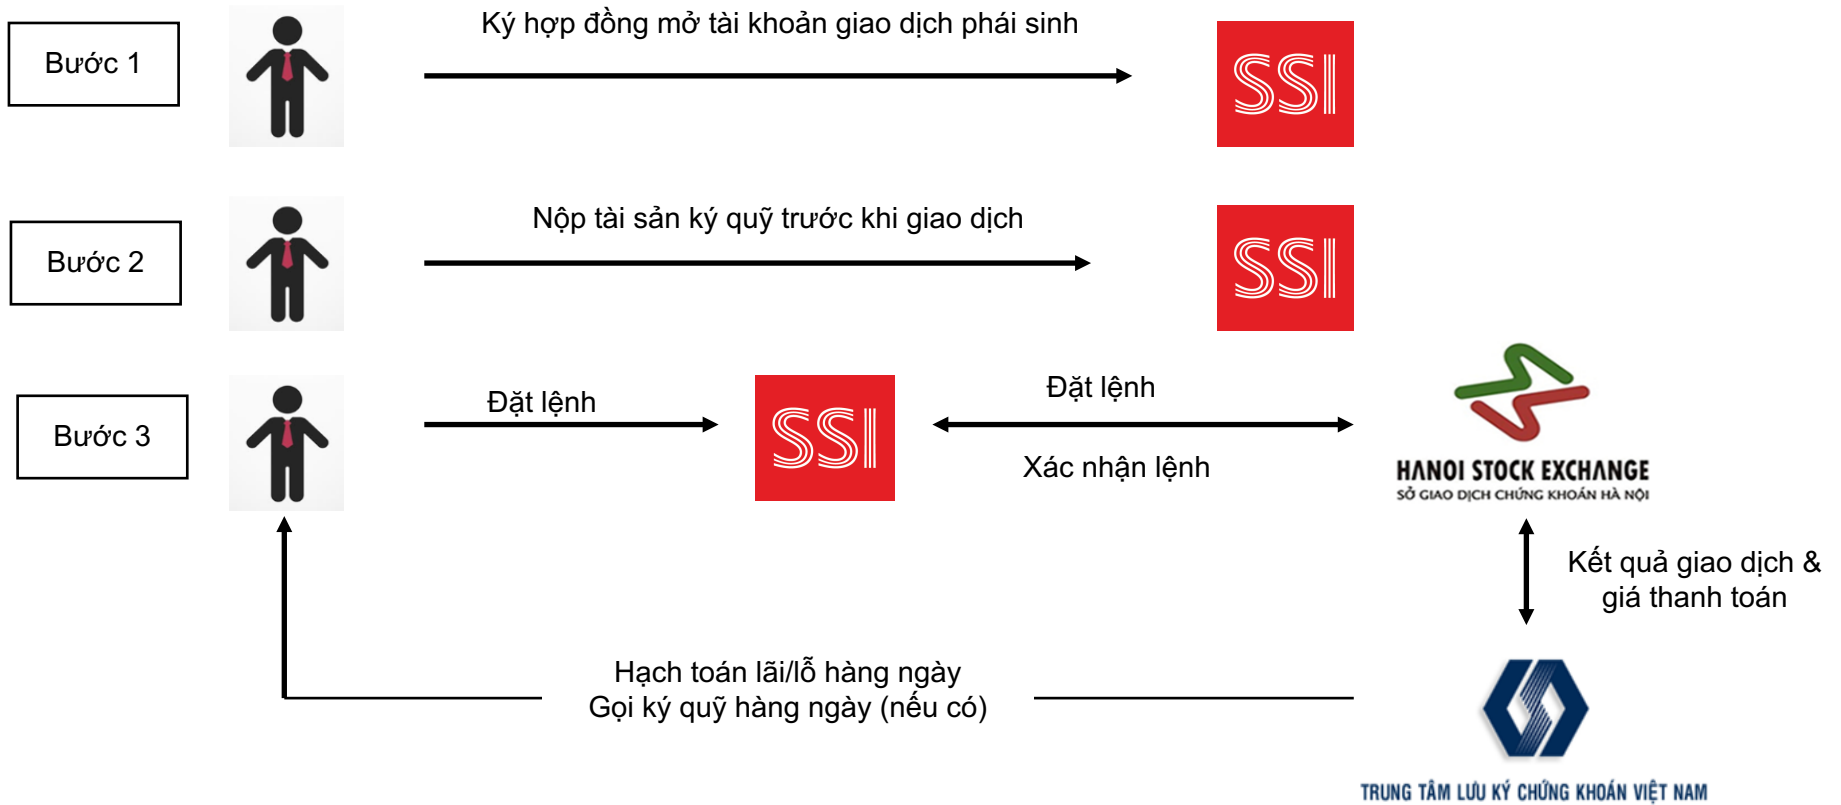 Bước 1
Ký hợp đồng mở tài khoản giao dịch phái sinh
SSI
Bước 2
Nộp tài sản ký quỹ trước khi giao dịch
SSI
Bước 3
Đặt lệnh
SSI
Đặt lệnh
Xác nhận lệnh
HANOI STOCK EXCHANGE
SỞ GIAO DỊCH CHỨNG KHOÁN HÀ NỘI
Kết quả giao dịch &
giá thanh toán
Hạch toán lãi/lỗ hàng ngày
Gọi ký quỹ hàng ngày (nếu có)
TRUNG TÂM LƯU KÝ CHỨNG KHOÁN VIỆT NAM